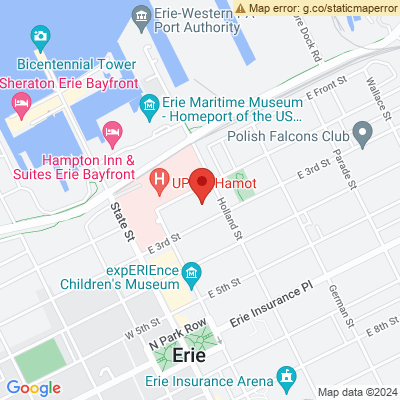 Map error: g.co/staticmaperror
Erie-Western PA
Port Authority
Bicentennial Tower
Sheraton Erie Bayfront
Erie Maritime Museum
- Homeport of the US...
Hampton Inn &
Suites Erie Bayfront
Polish Falcons Club
ore Dock Rd
E Front St
Wallace St
Parade St
E 3rd St
H
UP
Hamot
Holland St
State St
E 3rd St
expERIEnce
Children's Museum
E 5th St
W 5th St
N Park Row
Erie Insurance Pl
German St
E 8th St
Erie
Erie Insurance Arena
Google
Map data ©2024